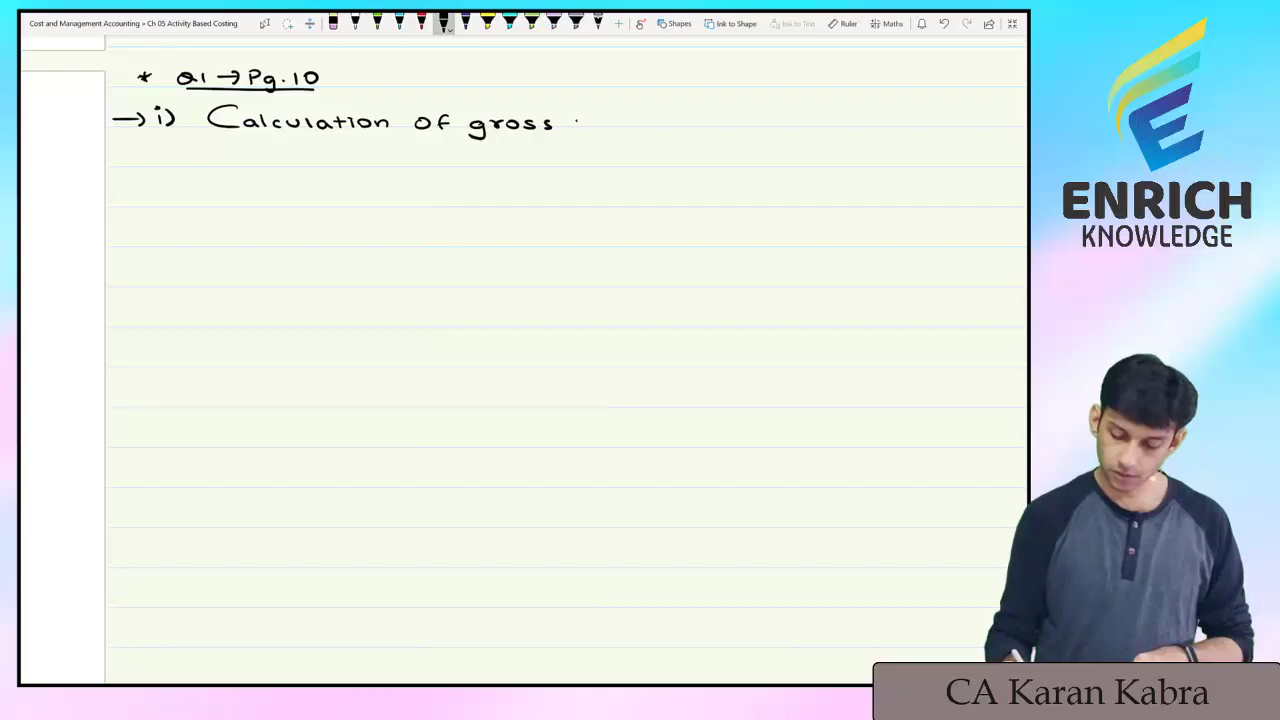 Cost and Management Accounting » Ch 05 Activity Based Costing
Shapes
Ink to Shape
Ink to Text
Ruler
Maths
* Q1 → Pg. 10
→ i) Calculation of gross
ENRICH
KNOWLEDGE
CA Karan Kabra